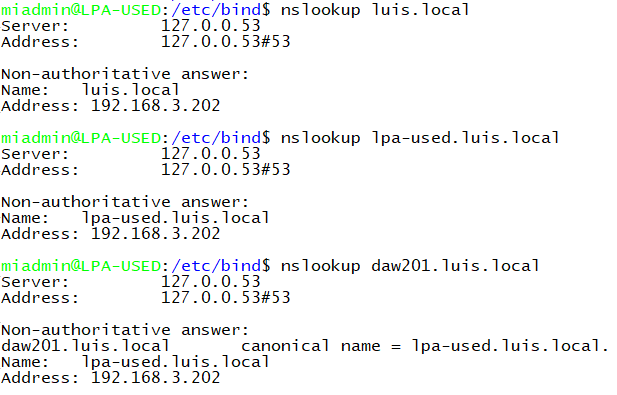 miadmin@LPA-USED:/etc/bind$ nslookup luis.local
Server:         127.0.0.53
Address:        127.0.0.53#53
Non-authoritative answer:
Name:   luis.local
Address: 192.168.3.202
miadmin@LPA-USED:/etc/bind$ nslookup lpa-used.luis.local
Server:         127.0.0.53
Address:        127.0.0.53#53
Non-authoritative answer:
Name:   lpa-used.luis.local
Address: 192.168.3.202
miadmin@LPA-USED:/etc/bind$ nslookup daw201.luis.local
Server:         127.0.0.53
Address:        127.0.0.53#53
Non-authoritative answer:
daw201.luis.local       canonical name = lpa-used.luis.local.
Name:   lpa-used.luis.local
Address: 192.168.3.202